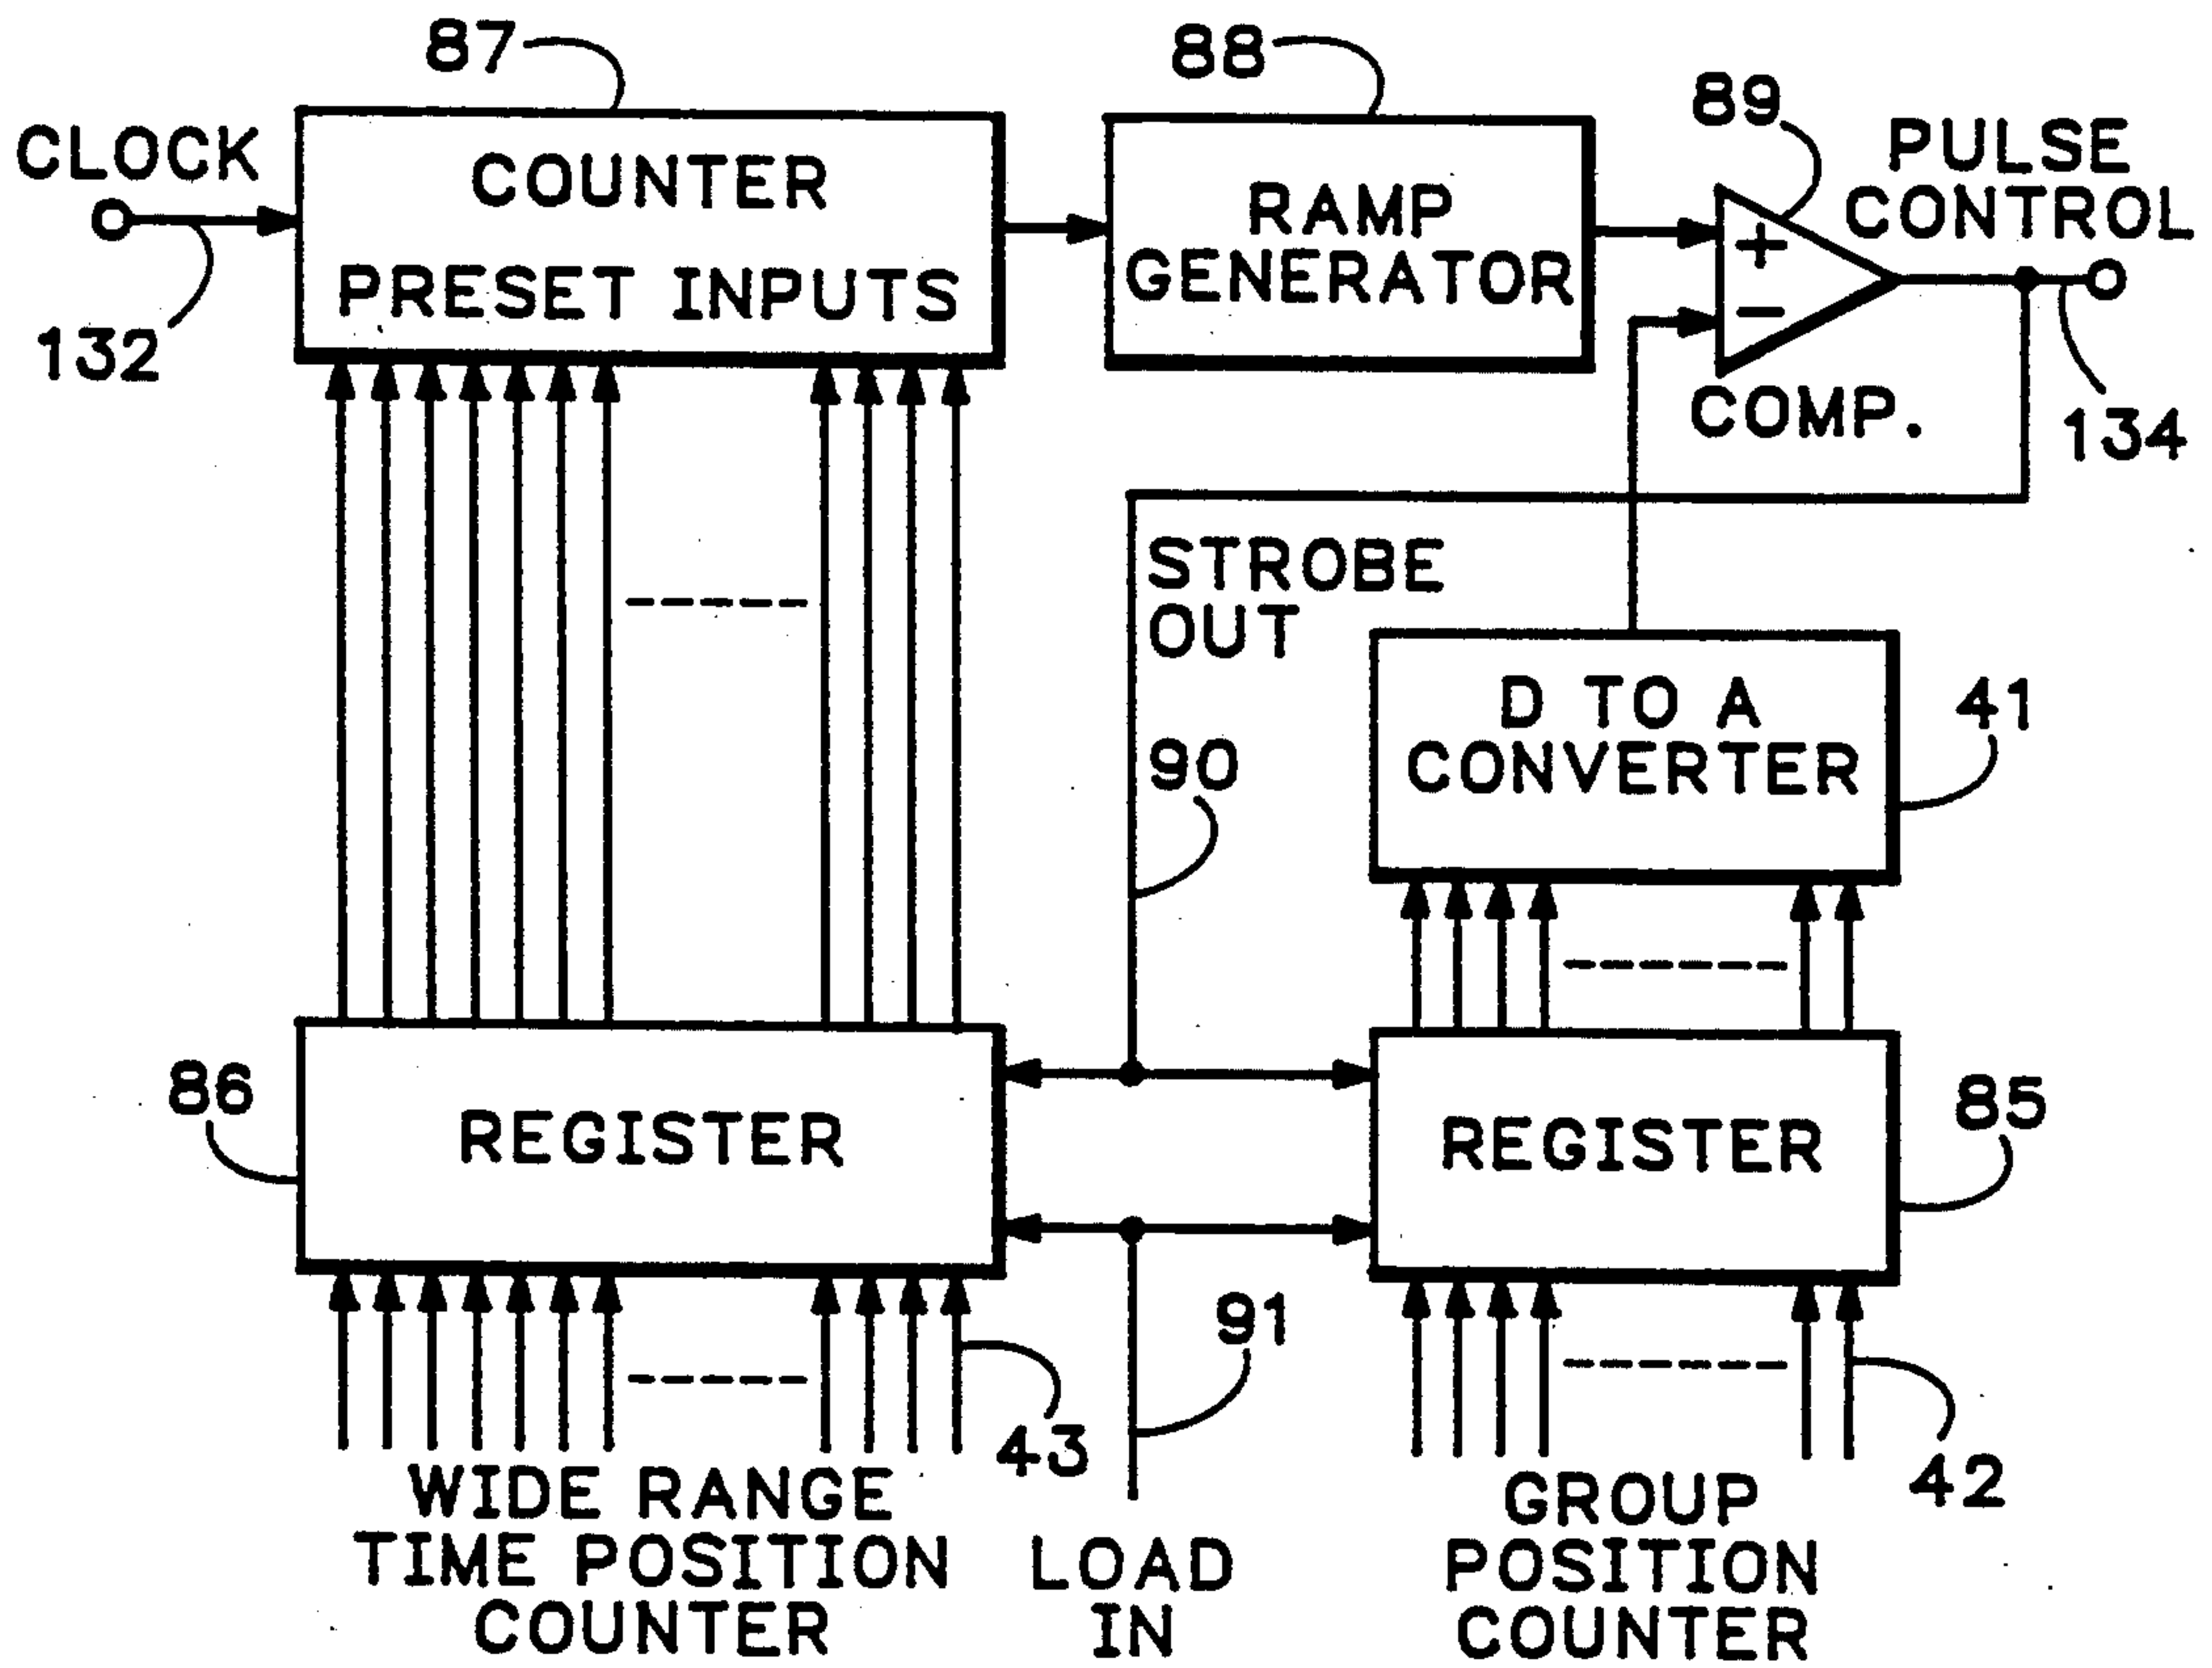 87
88
89
CLOCK
COUNTER
PRESET INPUTS
RAMP
GENERATOR
+
−
PULSE
CONTROL
132
COMP.
134
STROBE
OUT
D TO A
CONVERTER
41
90
86
REGISTER
REGISTER
85
91
43
42
WIDE RANGE
TIME POSITION
COUNTER
LOAD
IN
GROUP
POSITION
COUNTER